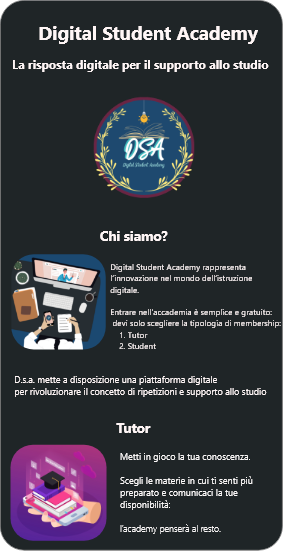 Digital Student Academy
La risposta digitale per il supporto allo studio
DSA
Digital Student Academy
Chi siamo?
Digital Student Academy rappresenta
l'innovazione nel mondo dell'istruzione
digitale.
Entrare nell'accademia è semplice e gratuito:
devi solo scegliere la tipologia di membership:
1. Tutor
2. Student
D.s.a. mette a disposizione una piattaforma digitale
per rivoluzionare il concetto di ripetizioni e supporto allo studio
Tutor
Metti in gioco la tua conoscenza.
Scegli le materie in cui ti senti più
preparato e comunicaci la tue
disponibilità:
l'academy penserà al resto.